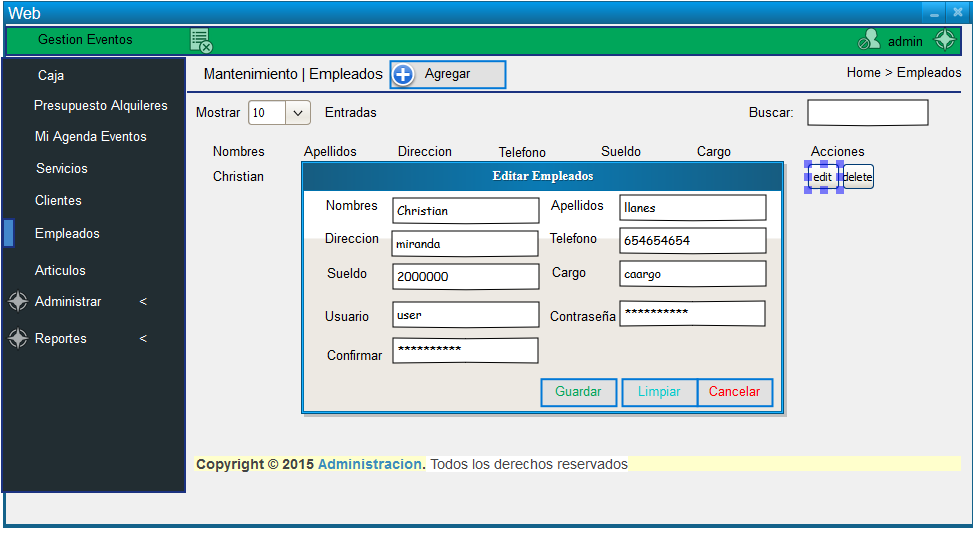 Web
Gestion Eventos
admin
Caja
Presupuesto Alquileres
Mi Agenda Eventos
Servicios
Clientes
Empleados
Articulos
Administrar <
Reportes <
Mantenimiento | Empleados Agregar
Home > Empleados
Mostrar 10 Entradas Buscar:
Nombres Apellidos Direccion Telefono Sueldo Cargo Acciones
Christian edit delete
Editar Empleados
Nombres Christian Apellidos llanes
Direccion miranda Telefono 654654654
Sueldo 2000000 Cargo caargo
Usuario user Contraseña **********
Confirmar **********
Guardar Limpiar Cancelar
Copyright © 2015 Administracion. Todos los derechos reservados